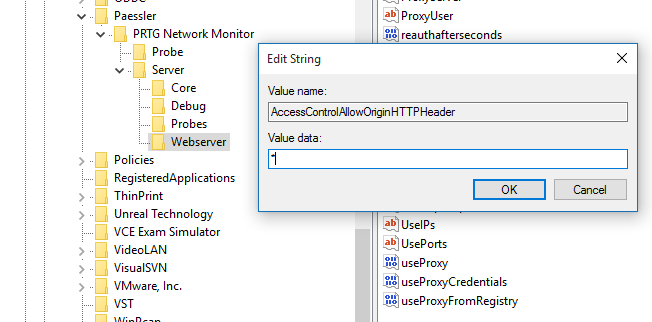 Paessler
PRTG Network Monitor
Probe
Server
Core
Debug
Probes
Webserver
Policies
RegisteredApplications
ThinPrint
Unreal Technology
VCE Exam Simulator
VideoLAN
VisualSVN
VMware, Inc.
VST
WinPcap
ProxyUser
reauthafterseconds
Edit String
Value name:
AccessControlAllowOriginHTTPHeader
Value data:
*
OK
Cancel
UseIPs
UsePorts
useProxy
useProxyCredentials
useProxyFromRegistry